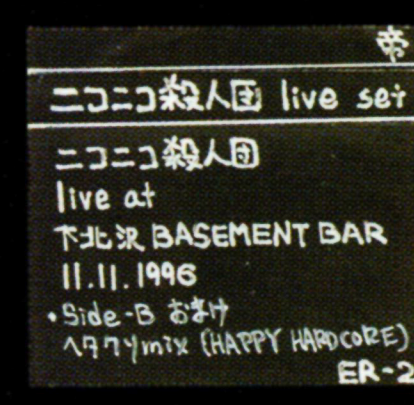 帝
ニコニコ殺人団 live set
ニコニコ殺人団
live at
下北沢 BASEMENT BAR
11.11.1996
・Side-B おまけ
ヘタクソmix (HAPPY HARDCORE)
ER-2